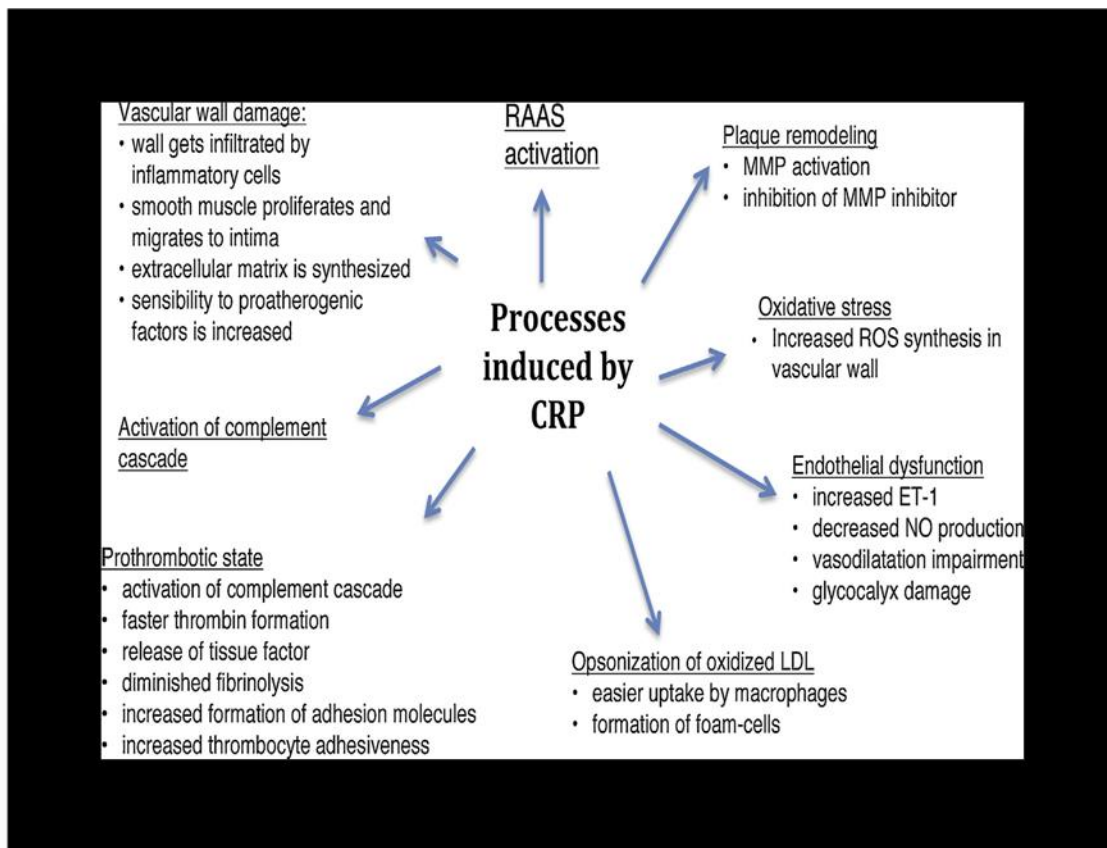 Vascular wall damage:
• wall gets infiltrated by
inflammatory cells
• smooth muscle proliferates and
migrates to intima
• extracellular matrix is synthesized
• sensibility to proatherogenic
factors is increased
RAAS
activation
Plaque remodeling
• MMP activation
• inhibition of MMP inhibitor
Processes
induced by
CRP
Oxidative stress
• Increased ROS synthesis in
vascular wall
Activation of complement
cascade
Endothelial dysfunction
• increased ET-1
• decreased NO production
• vasodilatation impairment
• glycocalyx damage
Prothrombotic state
• activation of complement cascade
• faster thrombin formation
• release of tissue factor
• diminished fibrinolysis
• increased formation of adhesion molecules
• increased thrombocyte adhesiveness
Opsonization of oxidized LDL
• easier uptake by macrophages
• formation of foam-cells